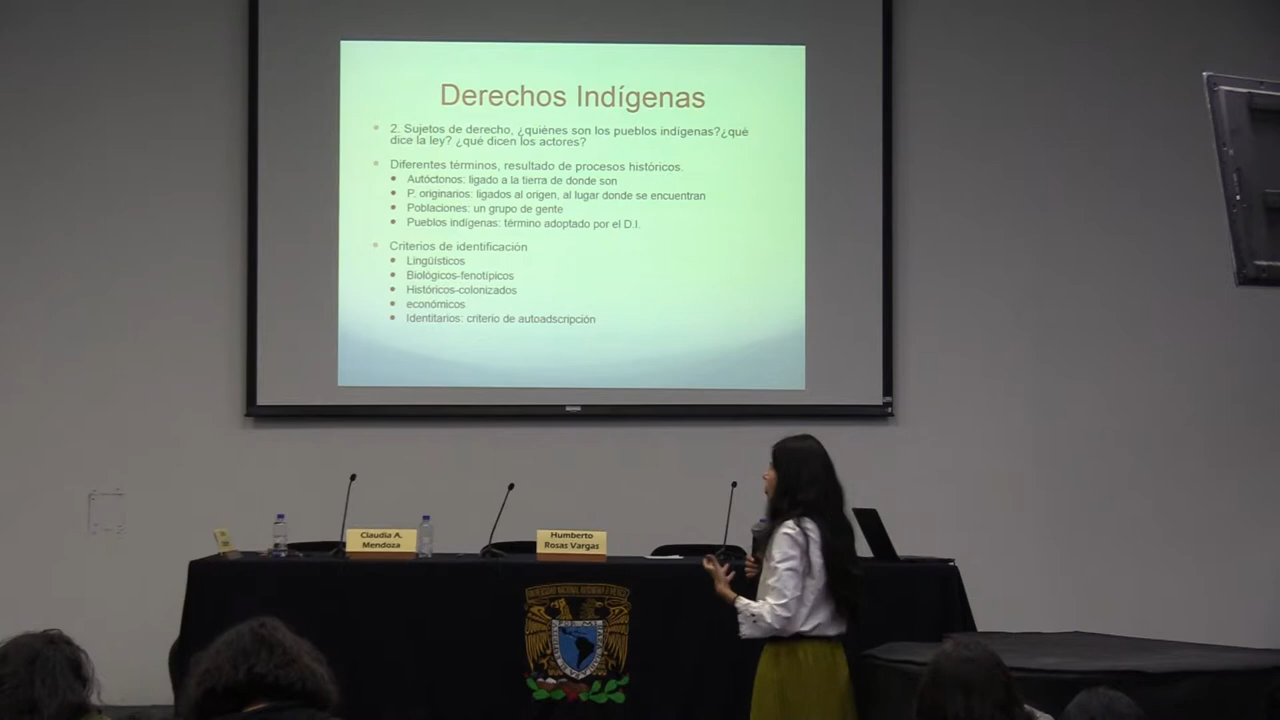 Derechos Indígenas
2. Sujetos de derecho, ¿quiénes son los pueblos indígenas?¿qué
dice la ley? ¿qué dicen los actores?
Diferentes términos, resultado de procesos históricos.
Autóctonos: ligado a la tierra de donde son
P. originarios: ligados al origen, al lugar donde se encuentran
Poblaciones: un grupo de gente
Pueblos indígenas: término adoptado por el D.I.
Criterios de identificación
Lingüísticos
Biológicos-fenotípicos
Históricos-colonizados
económicos
Identitarios: criterio de autoadscripción
Claudia A.
Mendoza
Humberto
Rosas Vargas